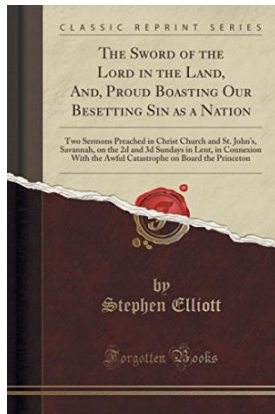 CLASSIC REPRINT SERIES
THE SWORD OF THE
LORD IN THE LAND,
AND, PROUD BOASTING OUR
BESETTING SIN AS A NATION
Two Sermons Preached in Christ Church and St. John's,
Savannah, on the 2d and 3d Sundays in Lent, in Connexion
With the Awful Catastrophe on Board the Princeton
by
Stephen Elliott
Forgotten Books